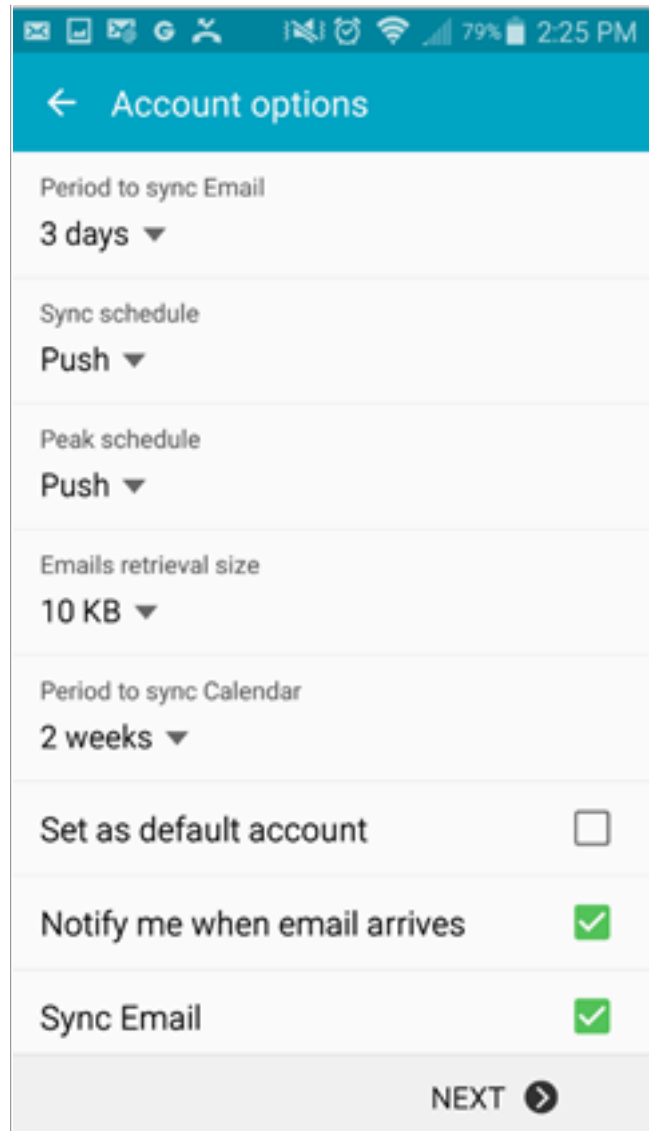 G 79% 2:25 PM
Account options
Period to sync Email
3 days
Sync schedule
Push
Peak schedule
Push
Emails retrieval size
10 KB
Period to sync Calendar
2 weeks
Set as default account
Notify me when email arrives
Sync Email
NEXT